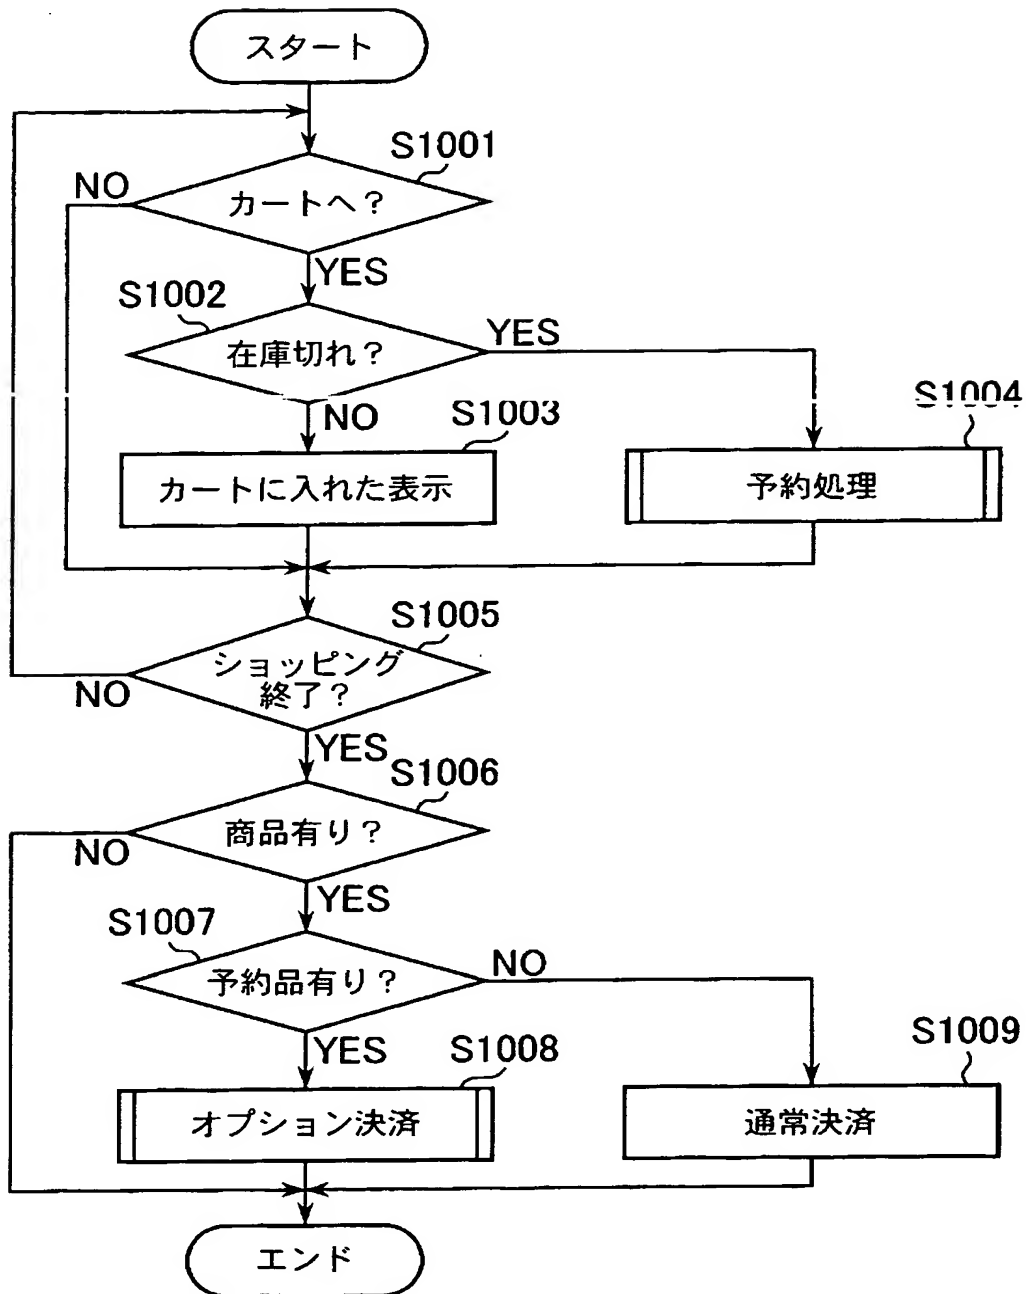 スタート
S1001
NO
カートへ？
YES
S1002
在庫切れ？
YES
NO
S1003
S1004
カートに入れた表示
予約処理
S1005
ショッピング
終了？
NO
YES
S1006
商品有り？
NO
YES
S1007
予約品有り？
NO
YES
S1008
S1009
オプション決済
通常決済
エンド